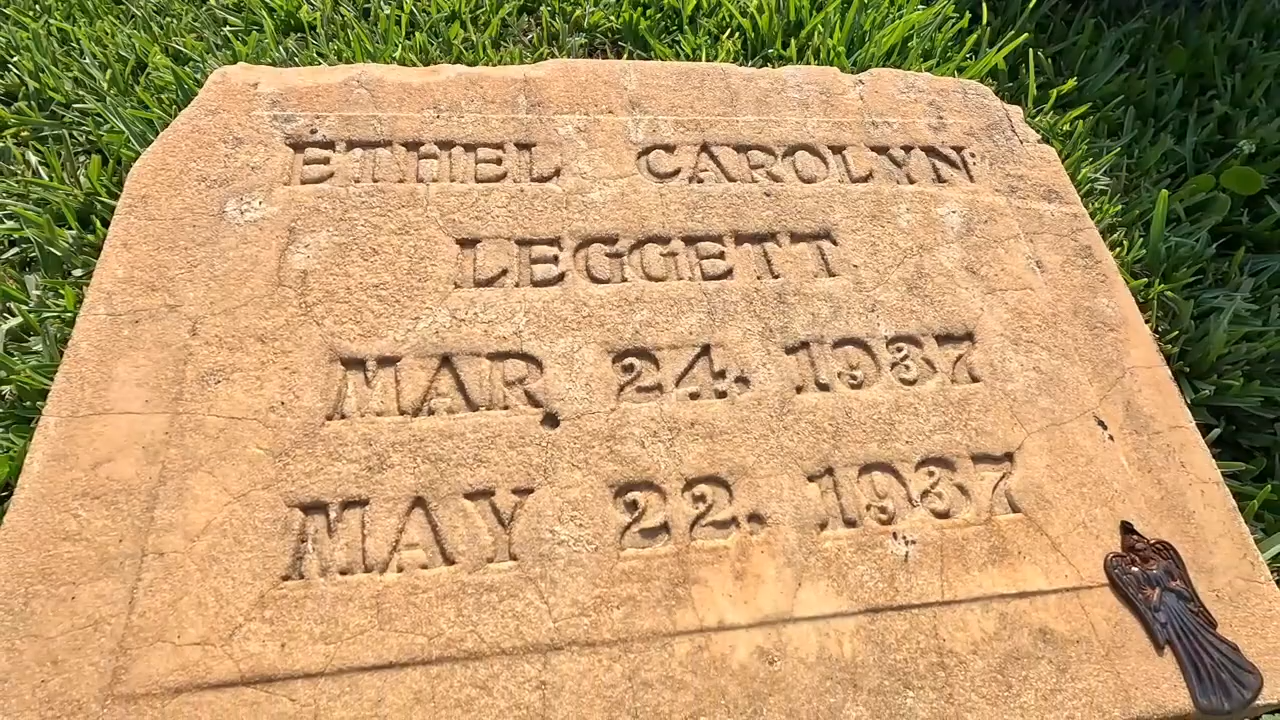 ETHEL CAROLYN
LEGGETT
MAR. 24. 1937
MAY 22. 1937